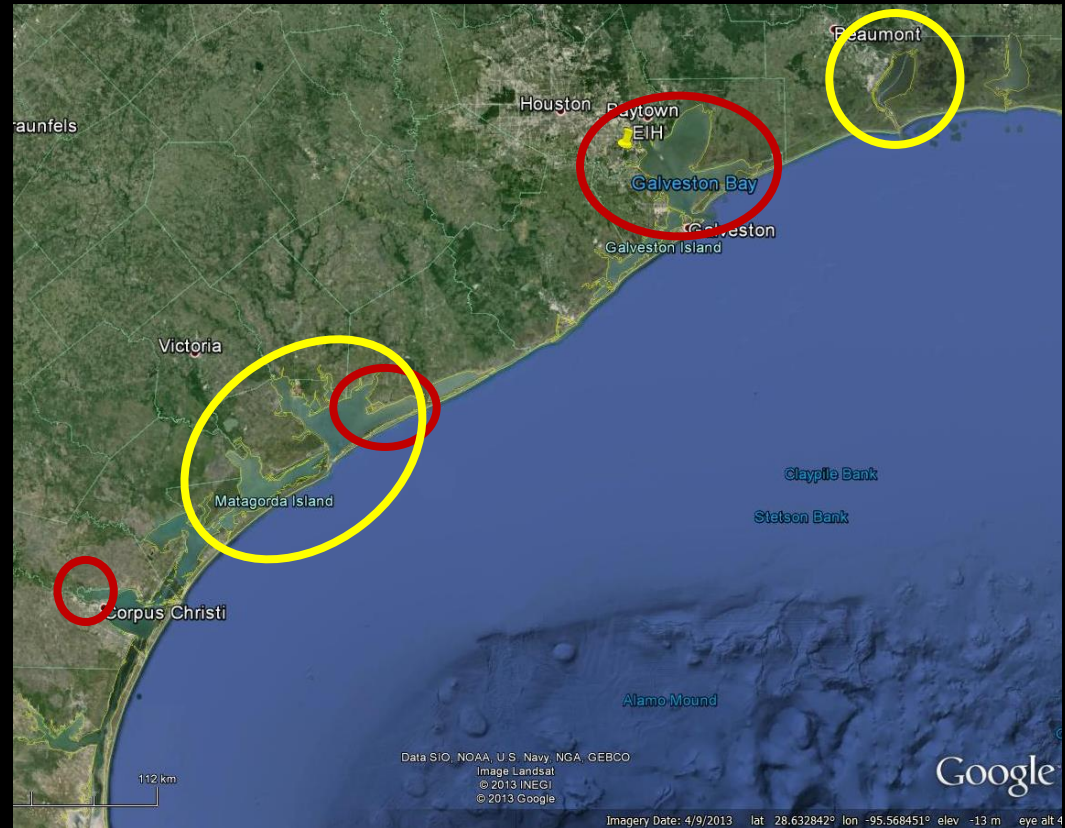 Beaumont
Houston
Baytown
raunfels
EIH
Galveston Bay
Galveston
Galveston Island
Victoria
Claypile Bank
Matagorda Island
Stetson Bank
Corpus Christi
Alamo Mound
Data SIO, NOAA, U.S. Navy, NGA, GEBCO
Image Landsat
© 2013 INEGI
© 2013 Google
Google
112 km
Imagery Date: 4/9/2013 lat 28.632842° lon -95.568451° elev -13 m eye alt 4